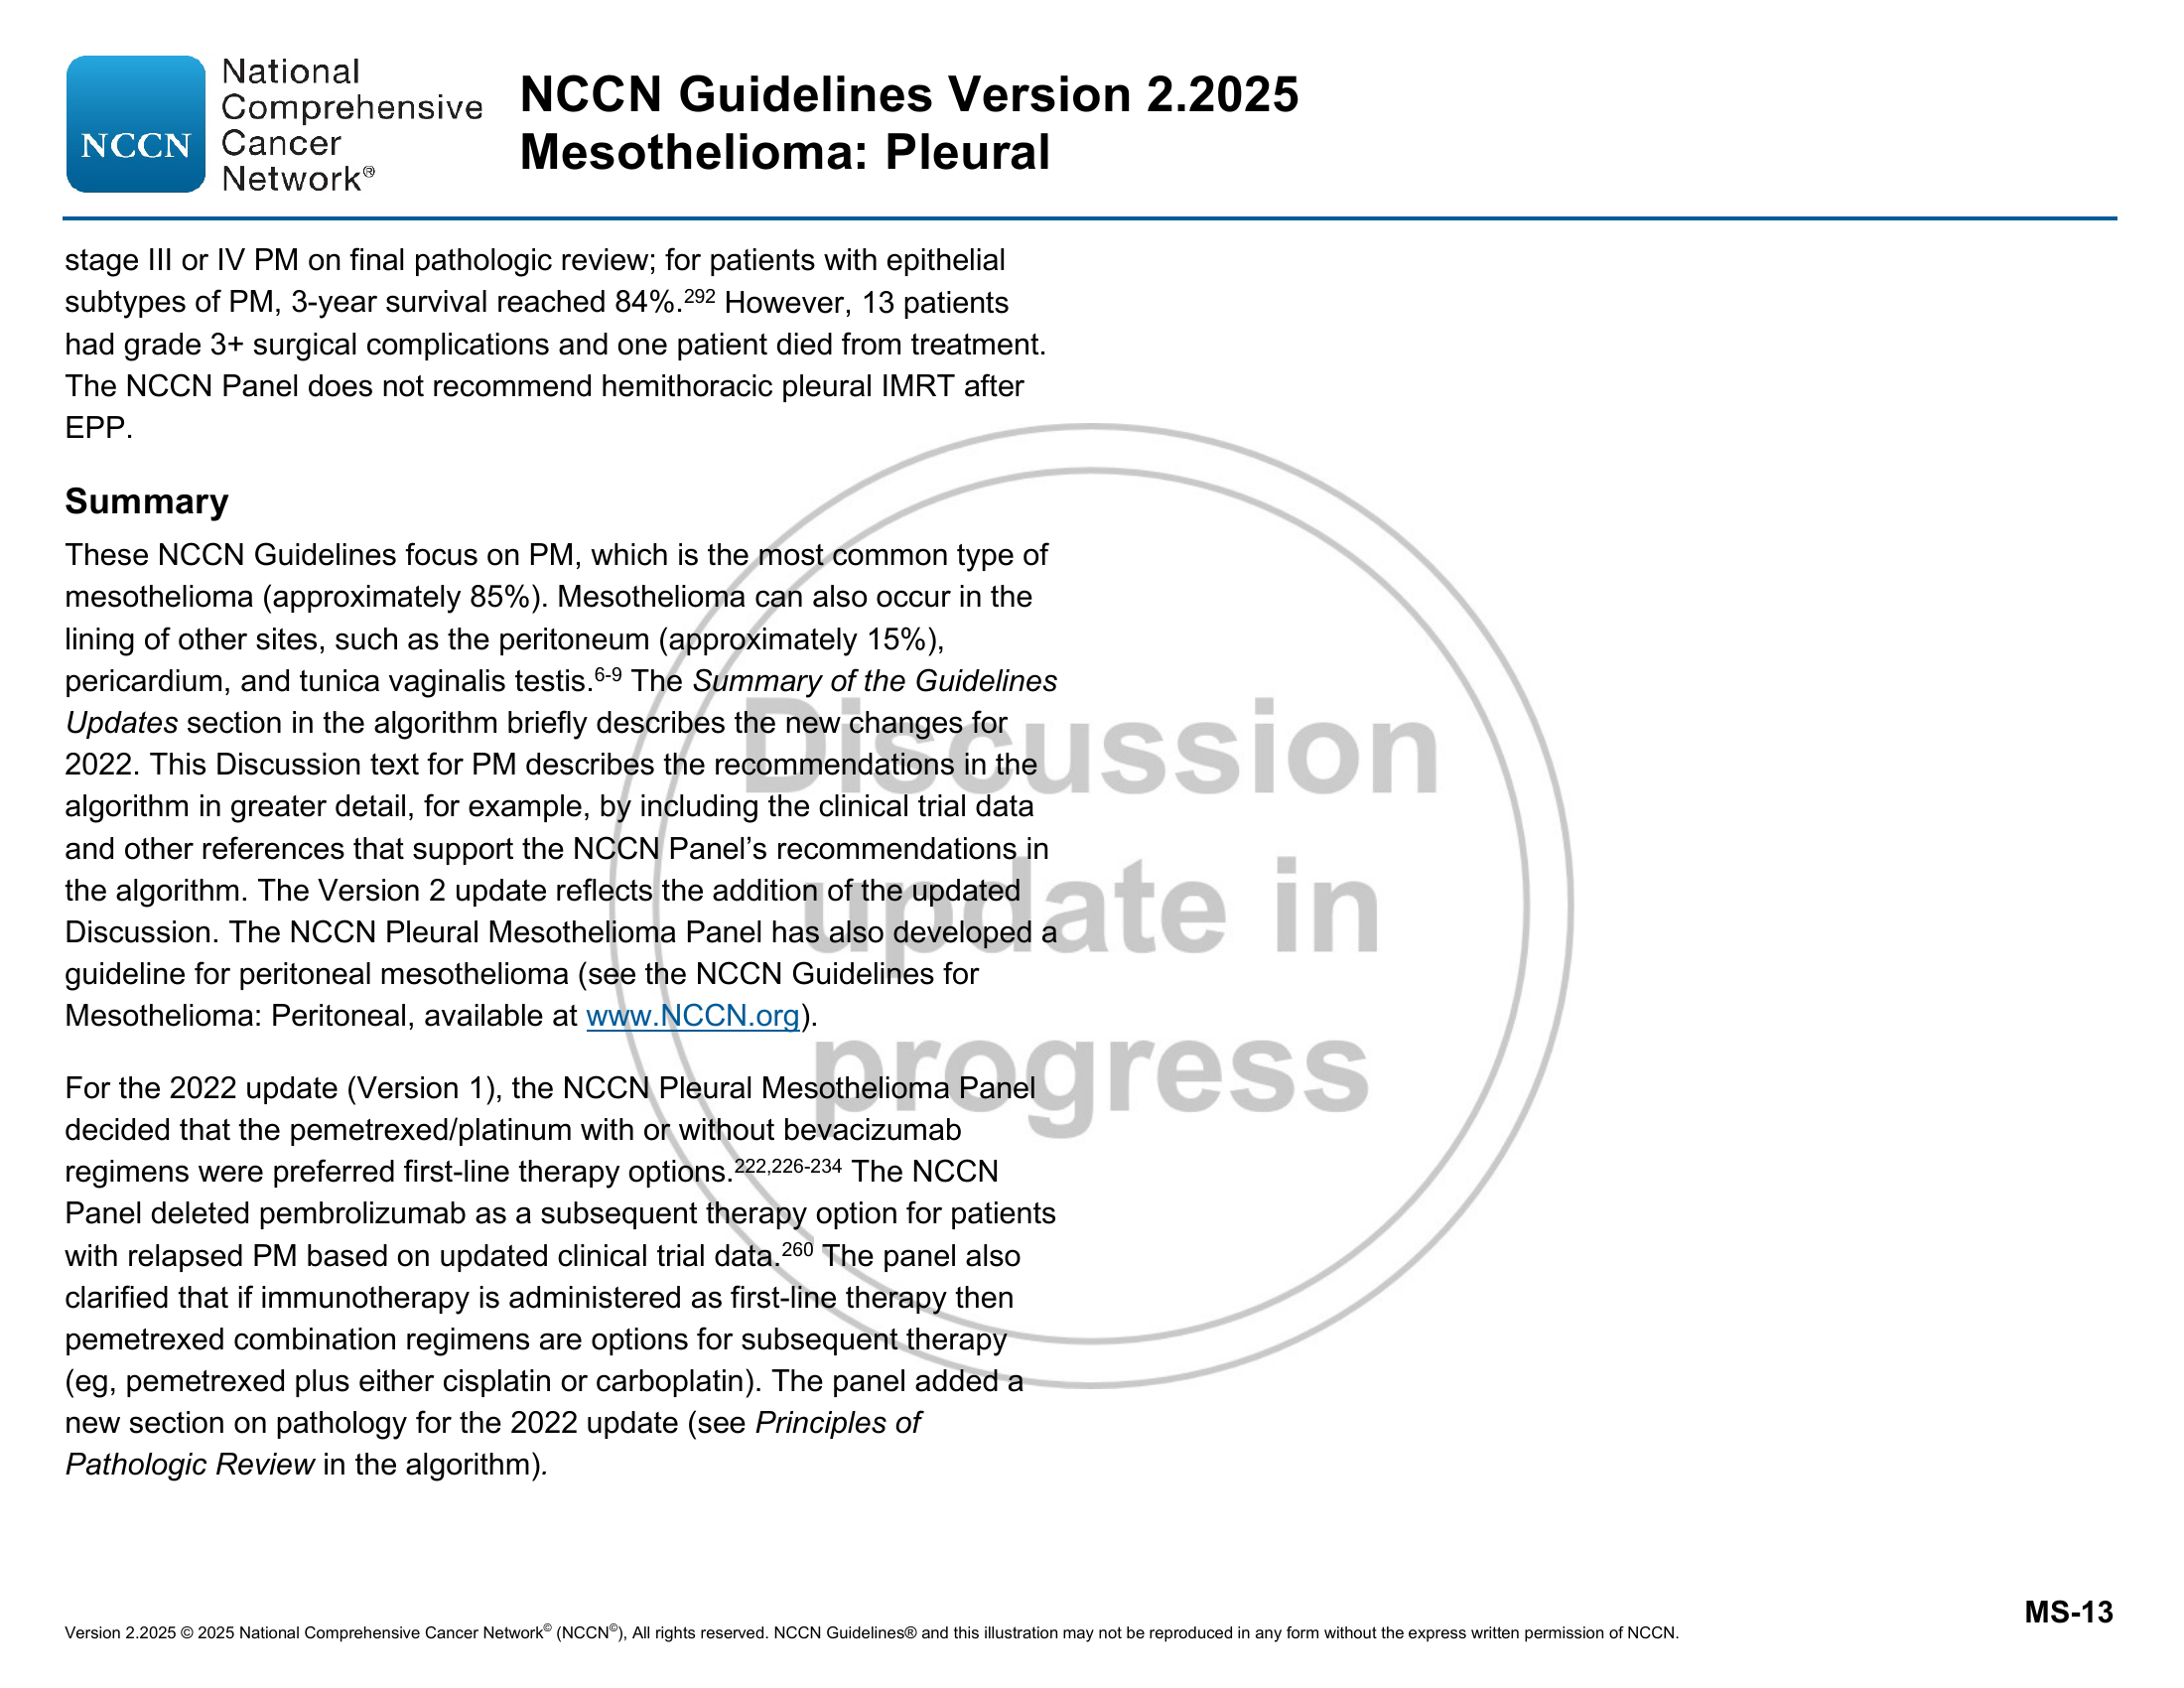 NCCN
National
Comprehensive
Cancer
Network®
NCCN Guidelines Version 2.2025
Mesothelioma: Pleural
stage III or IV PM on final pathologic review; for patients with epithelial
subtypes of PM, 3-year survival reached 84%.292 However, 13 patients
had grade 3+ surgical complications and one patient died from treatment.
The NCCN Panel does not recommend hemithoracic pleural IMRT after
EPP.
Summary
These NCCN Guidelines focus on PM, which is the most common type of
mesothelioma (approximately 85%). Mesothelioma can also occur in the
lining of other sites, such as the peritoneum (approximately 15%),
pericardium, and tunica vaginalis testis.6-9 The Summary of the Guidelines
Updates section in the algorithm briefly describes the new changes for
2022. This Discussion text for PM describes the recommendations in the
algorithm in greater detail, for example, by including the clinical trial data
and other references that support the NCCN Panel’s recommendations in
the algorithm. The Version 2 update reflects the addition of the updated
Discussion. The NCCN Pleural Mesothelioma Panel has also developed a
guideline for peritoneal mesothelioma (see the NCCN Guidelines for
Mesothelioma: Peritoneal, available at www.NCCN.org).
For the 2022 update (Version 1), the NCCN Pleural Mesothelioma Panel
decided that the pemetrexed/platinum with or without bevacizumab
regimens were preferred first-line therapy options.222,226-234 The NCCN
Panel deleted pembrolizumab as a subsequent therapy option for patients
with relapsed PM based on updated clinical trial data.260 The panel also
clarified that if immunotherapy is administered as first-line therapy then
pemetrexed combination regimens are options for subsequent therapy
(eg, pemetrexed plus either cisplatin or carboplatin). The panel added a
new section on pathology for the 2022 update (see Principles of
Pathologic Review in the algorithm).
Discussion
update in
progress
MS-13
Version 2.2025 © 2025 National Comprehensive Cancer Network© (NCCN©), All rights reserved. NCCN Guidelines® and this illustration may not be reproduced in any form without the express written permission of NCCN.